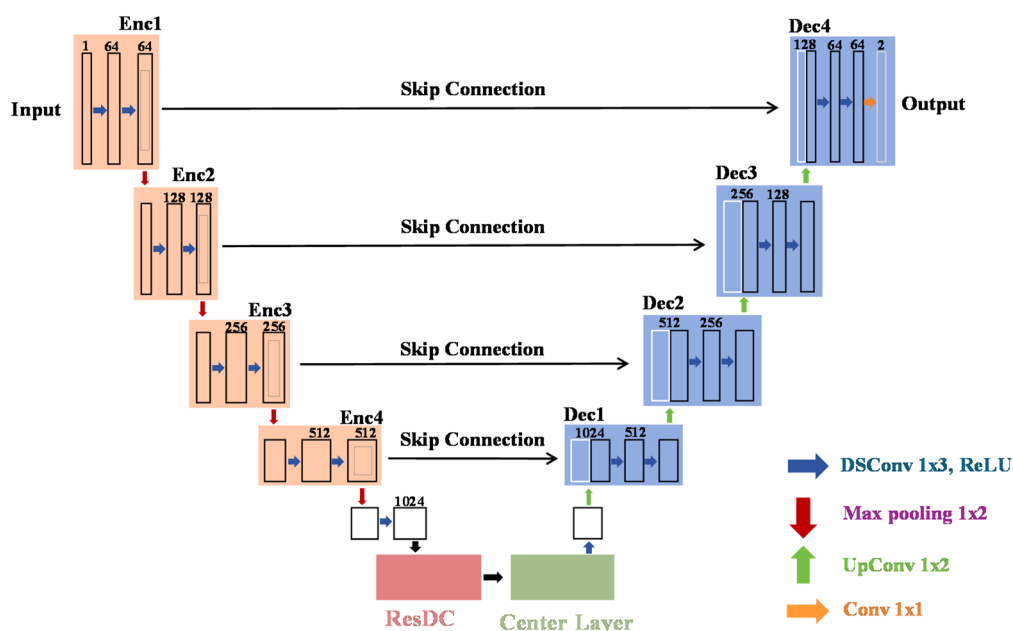 Enc1
1 64 64
Input
Skip Connection
Dec4
128 64 64 2
Output
Enc2
128 128
Skip Connection
Dec3
256 128
Enc3
256 256
Skip Connection
Dec2
512 256
Enc4
512 512
Skip Connection
Dec1
1024 512
1024
ResDC
Center Layer
DSConv 1x3, ReLU
Max pooling 1x2
UpConv 1x2
Conv 1x1